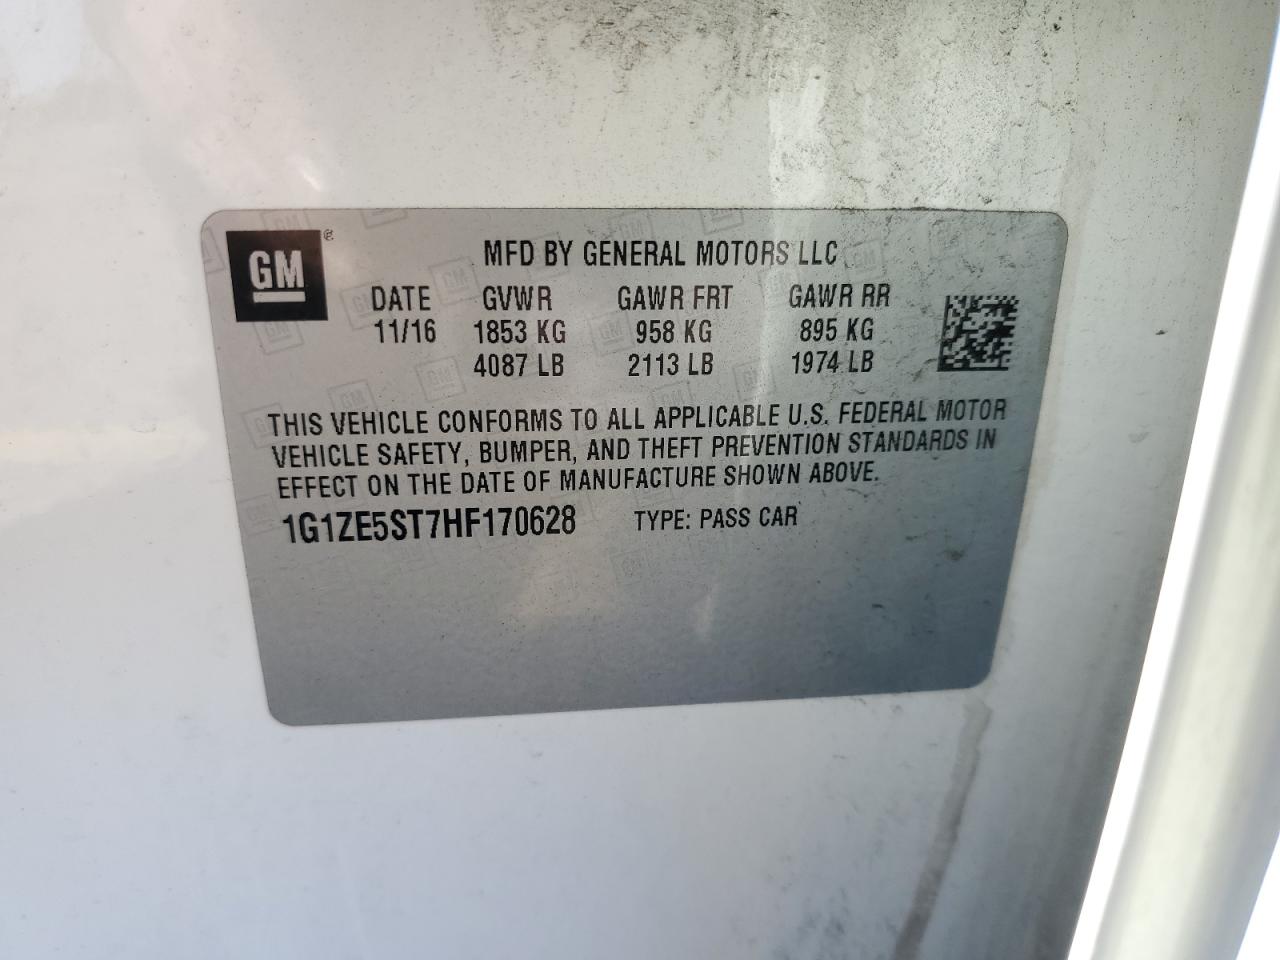 GM ®
MFD BY GENERAL MOTORS LLC
DATE GVWR GAWR FRT GAWR RR
11/16 1853 KG 958 KG 895 KG
4087 LB 2113 LB 1974 LB
THIS VEHICLE CONFORMS TO ALL APPLICABLE U.S. FEDERAL MOTOR
VEHICLE SAFETY, BUMPER, AND THEFT PREVENTION STANDARDS IN
EFFECT ON THE DATE OF MANUFACTURE SHOWN ABOVE.
1G1ZE5ST7HF170628 TYPE: PASS CAR